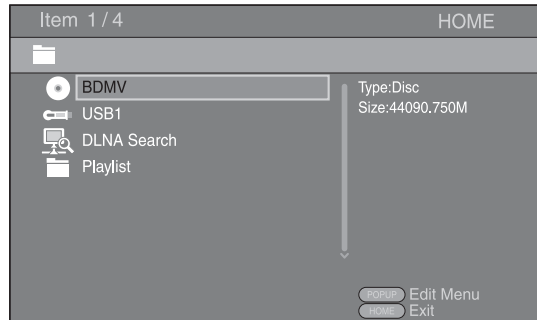 Item 1/4 HOME
BDMV
USB1
DLNA Search
Playlist
Type:Disc
Size:44090.750M
POPUP Edit Menu
HOME Exit